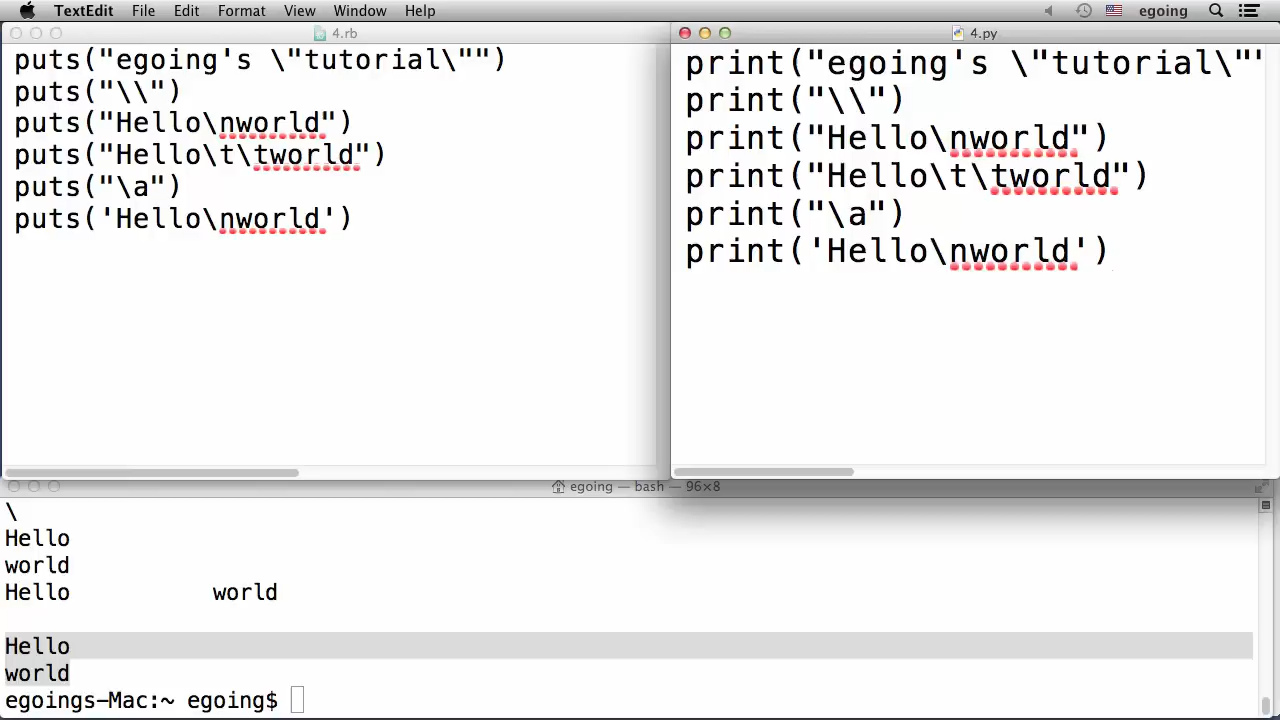 TextEdit File Edit Format View Window Help egoing
4.rb
puts("egoing's \"tutorial\"")
puts("\\")
puts("Hello\nworld")
puts("Hello\t\tworld")
puts("\a")
puts('Hello\nworld')
4.py
print("egoing's \"tutorial\"'
print("\\")
print("Hello\nworld")
print("Hello\t\tworld")
print("\a")
print('Hello\nworld')
egoing — bash — 96×8
\
Hello
world
Hello		world
Hello
world
egoings-Mac:~ egoing$